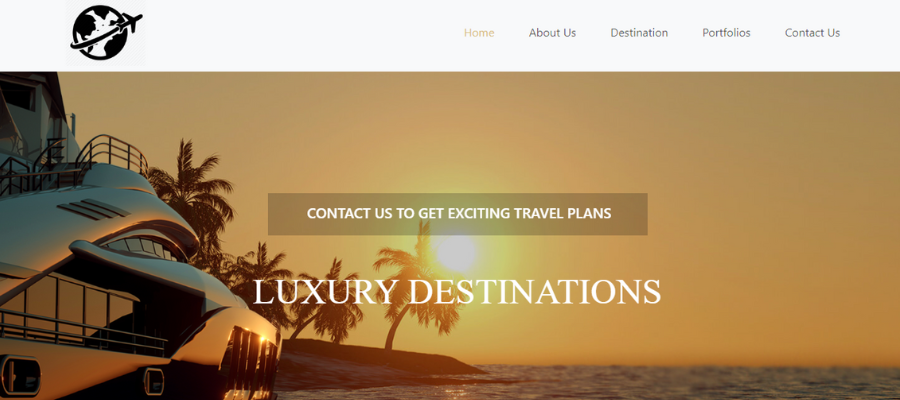 Home About Us Destination Portfolios Contact Us
CONTACT US TO GET EXCITING TRAVEL PLANS
LUXURY DESTINATIONS